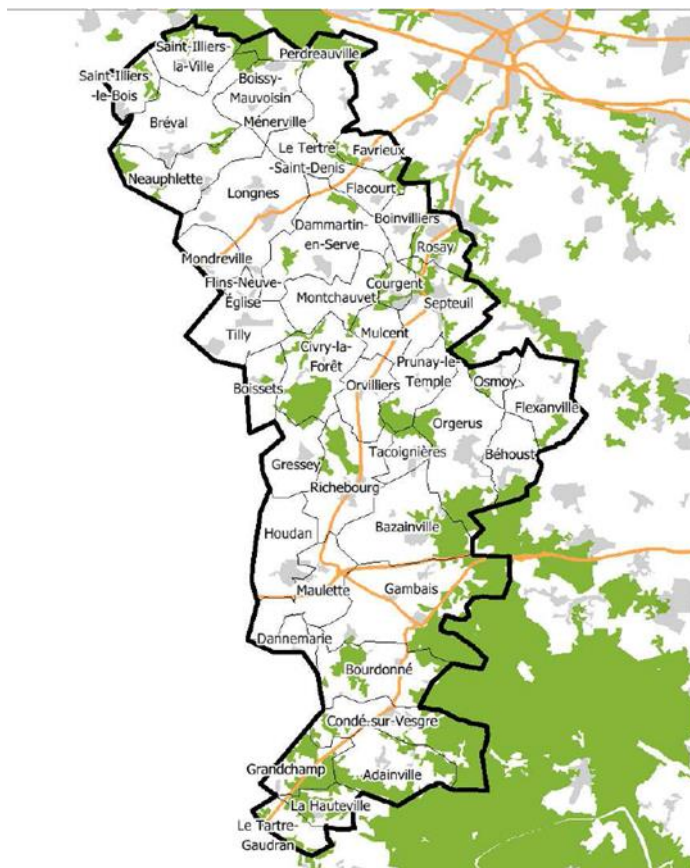 Saint-Illiers-
la-Ville
Perdreauville
Saint-Illiers
-le-Bois
Boissy-
Mauvoisin
Bréval
Ménerville
Le Tertre
-Saint-Denis
Favrieux
Neauphlette
Longnes
Flacourt
Dammartin-
en-Serve
Boinvilliers
Rosay
Mondreville
Flins-Neuve-
Église
Courgent
Montchauvet
Septeuil
Tilly
Mulcent
Civry-la-
Forêt
Prunay-le-
Temple
Boissets
Orvilliers
Osmoy
Flexanville
Orgerus
Tacoignières
Béhoust
Gressey
Richebourg
Houdan
Bazainville
Maulette
Gambais
Dannemarie
Bourdonné
Condé-sur-Vesgre
Grandchamp
Adainville
La Hauteville
Le Tartre-
Gaudran